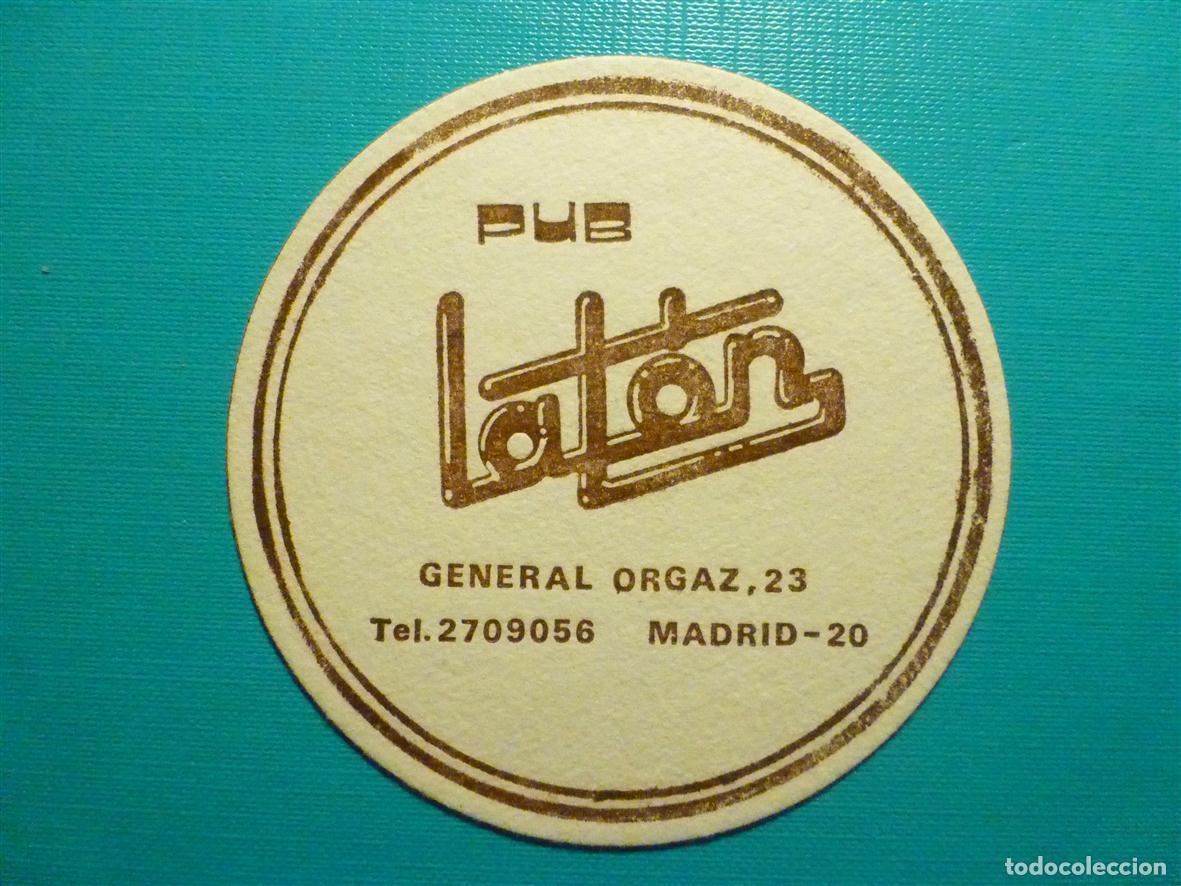 PUB
Latón
GENERAL ORGAZ, 23
Tel. 2709056 MADRID-20
todocoleccion